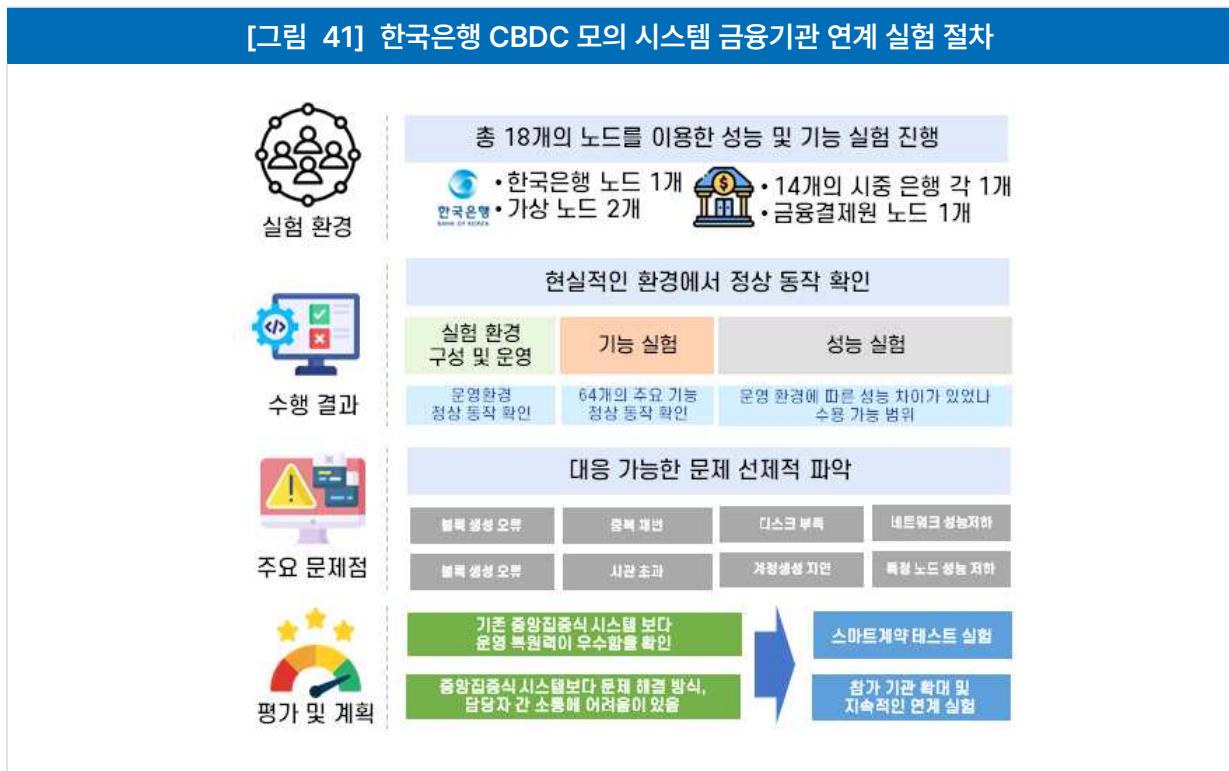 [그림 41] 한국은행 CBDC 모의 시스템 금융기관 연계 실험 절차
총 18개의 노드를 이용한 성능 및 기능 실험 진행
한국은행
BANK OF KOREA
• 한국은행 노드 1개
• 가상 노드 2개
• 14개의 시중 은행 각 1개
• 금융결제원 노드 1개
실험 환경
현실적인 환경에서 정상 동작 확인
실험 환경
구성 및 운영
기능 실험
성능 실험
운영환경
정상 동작 확인
64개의 주요 기능
정상 동작 확인
운영 환경에 따른 성능 차이가 있었나
수용 가능 범위
수행 결과
대응 가능한 문제 선제적 파악
블록 생성 오류
중복
디스크 부족
네트워크 성능저하
블록 생성 오류
시관 초과
계정생성 지연
특정 노드 성능 저하
주요 문제점
기존 중앙집중식 시스템 보다
운영 복원력이 우수함을 확인
스마트계약 테스트 실험
중앙집중식 시스템보다 문제 해결 방식,
담당자 간 소통에 어려움이 있음
참가 기관 확대 및
지속적인 연계 실험
평가 및 계획